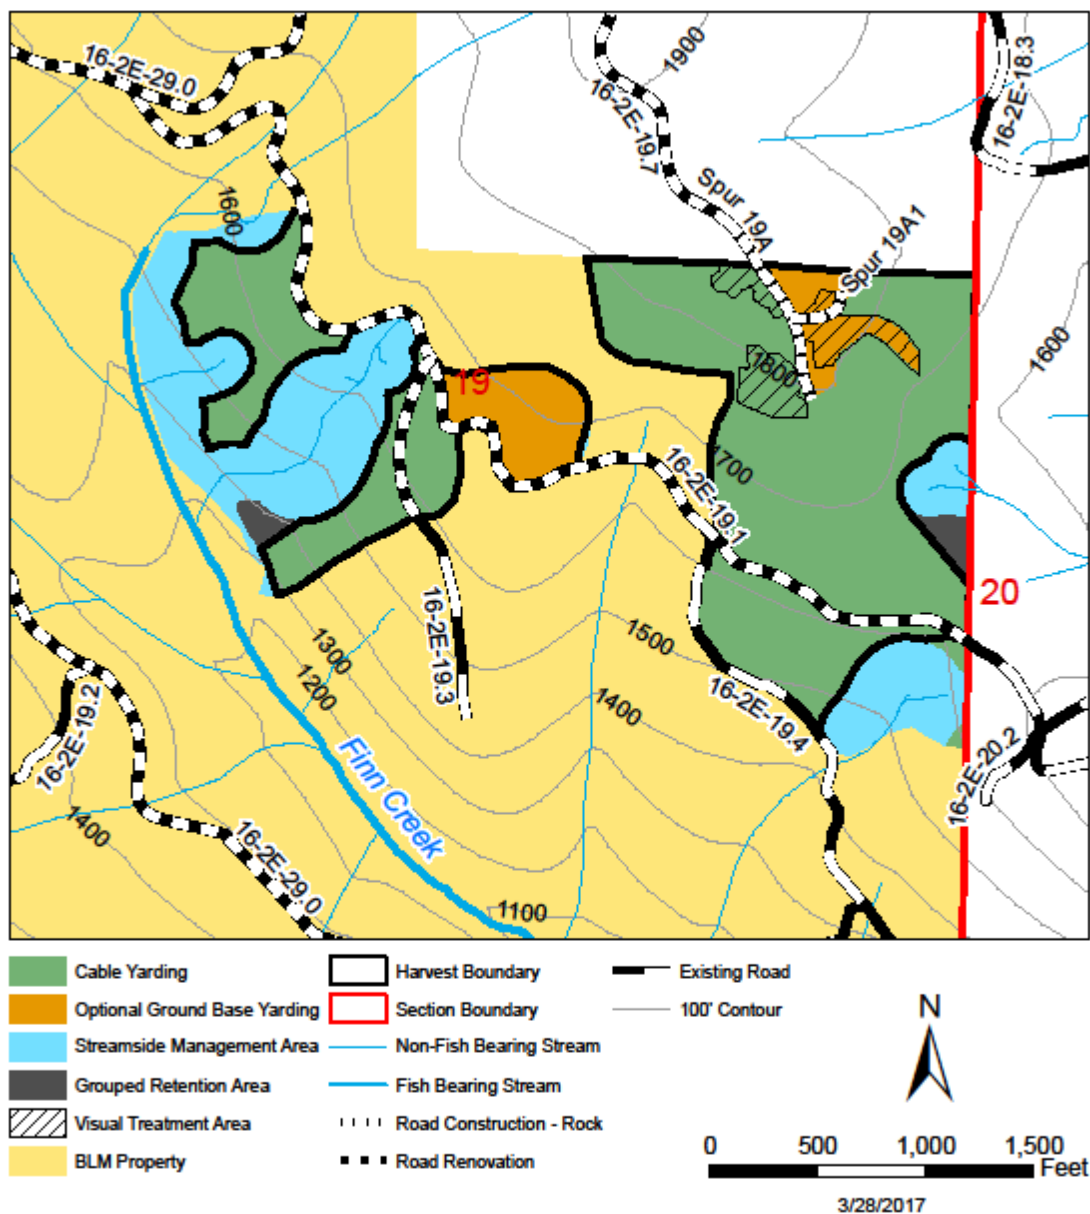 16-2E-29.0
1900
16-2E-18.3
16-2E-19.7
Spur 19A
Spur 19A1
1600
1600
1800
19
1700
16-2E-19.1
20
16-2E-19.3
1500
1300
1200
1400
16-2E-19.4
16-2E-19.2
16-2E-20.2
Finn Creek
1400
16-2E-29.0
1100
Cable Yarding
Harvest Boundary
Existing Road
Optional Ground Base Yarding
Section Boundary
100' Contour
Streamside Management Area
Non-Fish Bearing Stream
Grouped Retention Area
Fish Bearing Stream
Visual Treatment Area
Road Construction - Rock
BLM Property
Road Renovation
N
0 500 1,000 1,500
Feet
3/28/2017